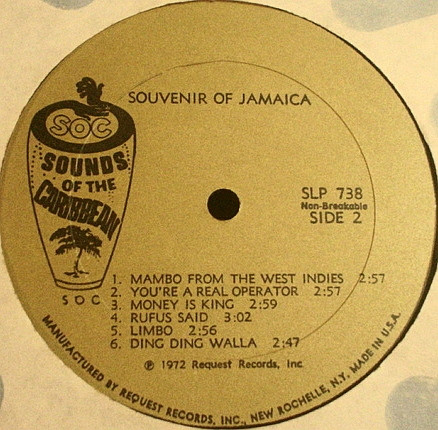 SOUVENIR OF JAMAICA
SOC
SOUNDS
OF THE
CARIBBEAN
SOC
SLP 738
Non-Breakable
SIDE 2
1. MAMBO FROM THE WEST INDIES 2:57
2. YOU'RE A REAL OPERATOR 2:57
3. MONEY IS KING 2:59
4. RUFUS SAID 3:02
5. LIMBO 2:56
6. DING DING WALLA 2:47
℗ 1972 Request Records, Inc
MANUFACTURED BY REQUEST RECORDS, INC., NEW ROCHELLE, N.Y. MADE IN U.S.A.